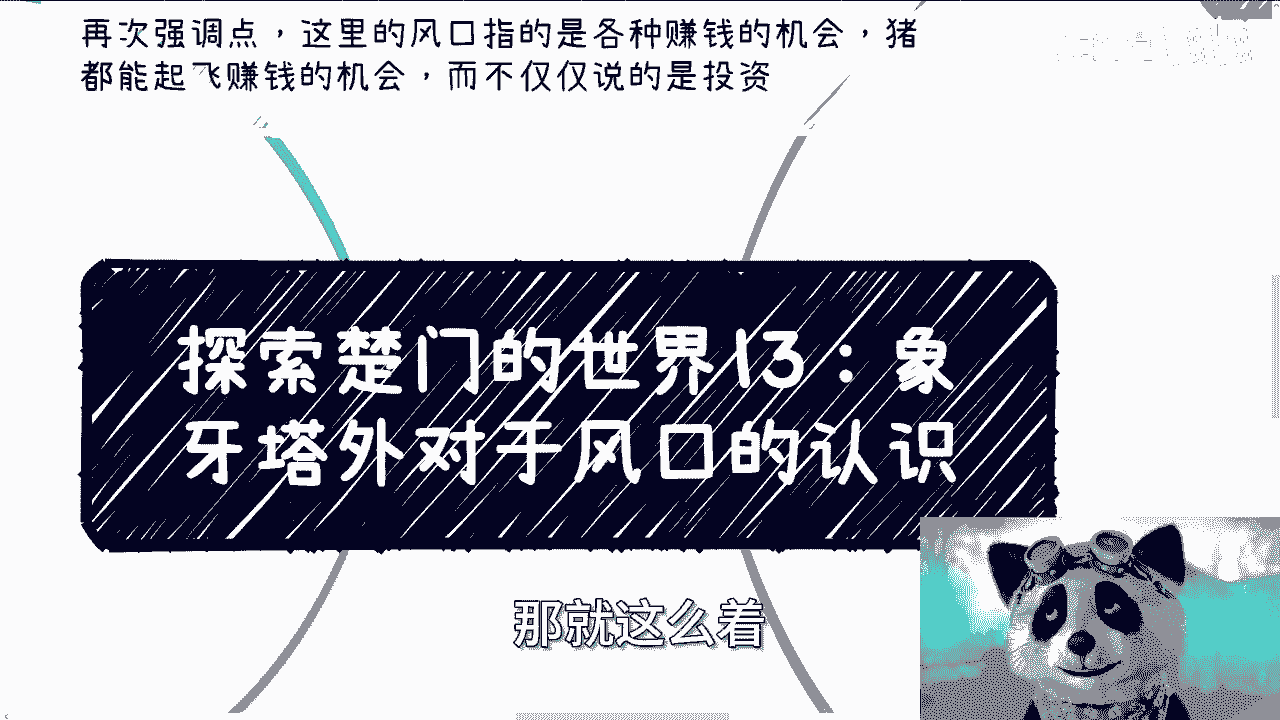 再次强调点，这里的风口指的是各种赚钱的机会，猪
都能起飞赚钱的机会，而不仅仅说的是投资
探索楚门的世界13：象
牙塔外对于风口的认识
那就这么着